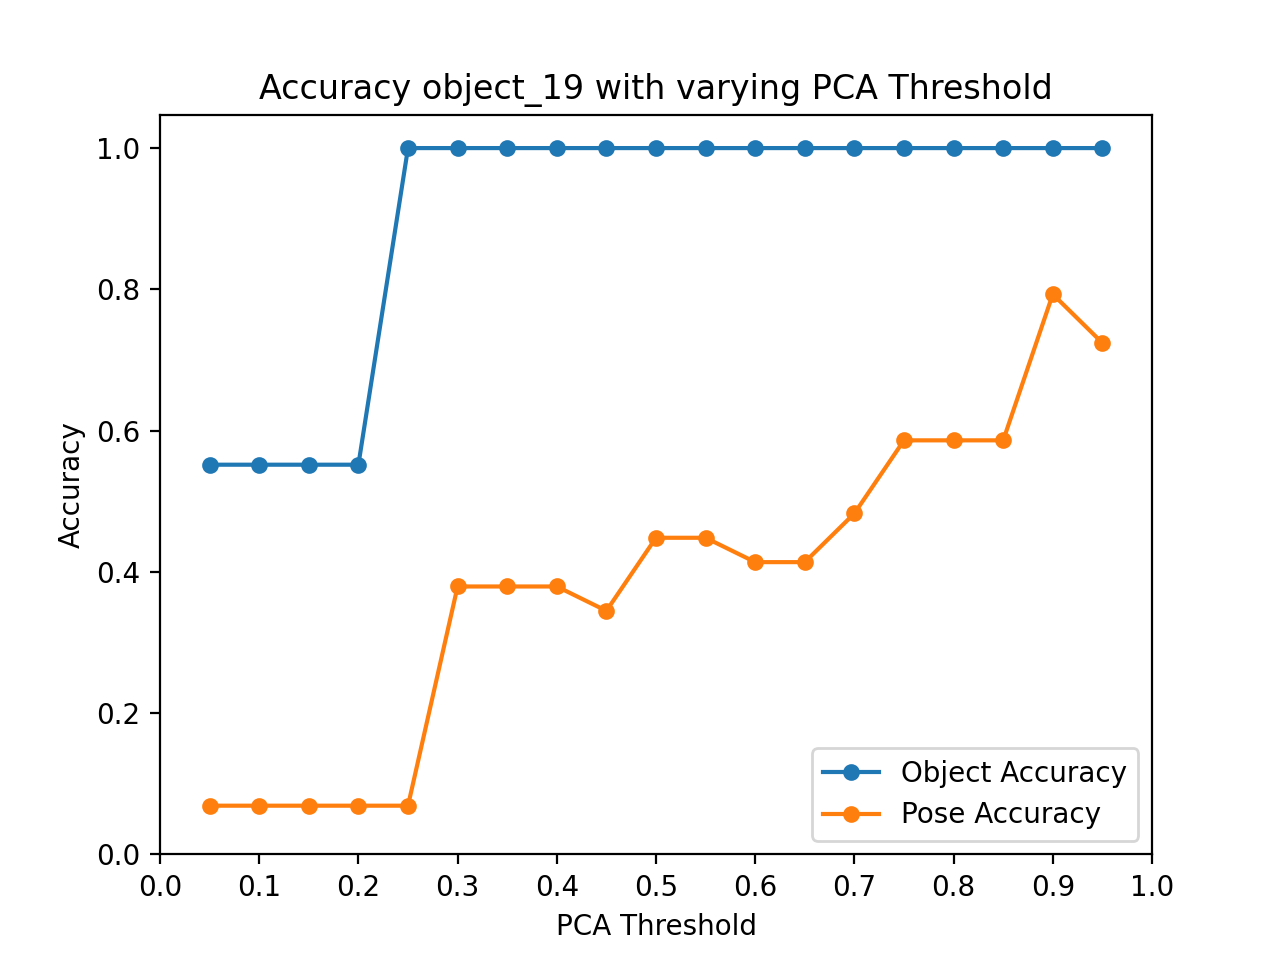 Accuracy object_19 with varying PCA Threshold
1.0
0.8
0.6
0.4
0.2
0.0
Accuracy
Object Accuracy
Pose Accuracy
0.0 0.1 0.2 0.3 0.4 0.5 0.6 0.7 0.8 0.9 1.0
PCA Threshold